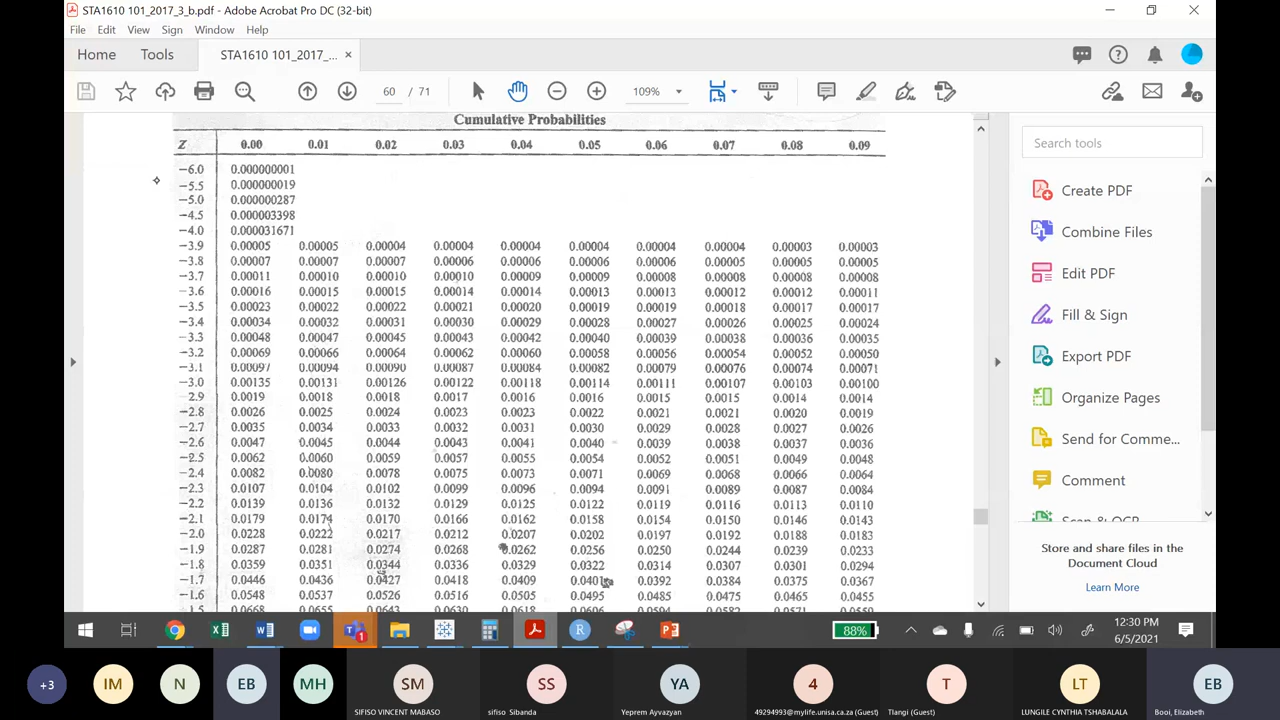 STA1610 101_2017_3_b.pdf - Adobe Acrobat Pro DC (32-bit)
File Edit View Sign Window Help
Home Tools STA1610 101_2017_... ×
60 / 71 109%
Cumulative Probabilities
Z 0.00 0.01 0.02 0.03 0.04 0.05 0.06 0.07 0.08 0.09
−6.0 0.000000001
−5.5 0.000000019
−5.0 0.000000287
−4.5 0.000003398
−4.0 0.000031671
−3.9 0.00005 0.00005 0.00004 0.00004 0.00004 0.00004 0.00004 0.00004 0.00003 0.00003
−3.8 0.00007 0.00007 0.00007 0.00006 0.00006 0.00006 0.00006 0.00005 0.00005 0.00005
−3.7 0.00011 0.00010 0.00010 0.00010 0.00009 0.00009 0.00008 0.00008 0.00008 0.00008
−3.6 0.00016 0.00015 0.00015 0.00014 0.00014 0.00013 0.00013 0.00012 0.00012 0.00011
−3.5 0.00023 0.00022 0.00022 0.00021 0.00020 0.00019 0.00019 0.00018 0.00017 0.00017
−3.4 0.00034 0.00032 0.00031 0.00030 0.00029 0.00028 0.00027 0.00026 0.00025 0.00024
−3.3 0.00048 0.00047 0.00045 0.00043 0.00042 0.00040 0.00039 0.00038 0.00036 0.00035
−3.2 0.00069 0.00066 0.00064 0.00062 0.00060 0.00058 0.00056 0.00054 0.00052 0.00050
−3.1 0.00097 0.00094 0.00090 0.00087 0.00084 0.00082 0.00079 0.00076 0.00074 0.00071
−3.0 0.00135 0.00131 0.00126 0.00122 0.00118 0.00114 0.00111 0.00107 0.00103 0.00100
−2.9 0.0019 0.0018 0.0018 0.0017 0.0016 0.0016 0.0015 0.0015 0.0014 0.0014
−2.8 0.0026 0.0025 0.0024 0.0023 0.0023 0.0022 0.0021 0.0021 0.0020 0.0019
−2.7 0.0035 0.0034 0.0033 0.0032 0.0031 0.0030 0.0029 0.0028 0.0027 0.0026
−2.6 0.0047 0.0045 0.0044 0.0043 0.0041 0.0040 0.0039 0.0038 0.0037 0.0036
−2.5 0.0062 0.0060 0.0059 0.0057 0.0055 0.0054 0.0052 0.0051 0.0049 0.0048
−2.4 0.0082 0.0080 0.0078 0.0075 0.0073 0.0071 0.0069 0.0068 0.0066 0.0064
−2.3 0.0107 0.0104 0.0102 0.0099 0.0096 0.0094 0.0091 0.0089 0.0087 0.0084
−2.2 0.0139 0.0136 0.0132 0.0129 0.0125 0.0122 0.0119 0.0116 0.0113 0.0110
−2.1 0.0179 0.0174 0.0170 0.0166 0.0162 0.0158 0.0154 0.0150 0.0146 0.0143
−2.0 0.0228 0.0222 0.0217 0.0212 0.0207 0.0202 0.0197 0.0192 0.0188 0.0183
−1.9 0.0287 0.0281 0.0274 0.0268 0.0262 0.0256 0.0250 0.0244 0.0239 0.0233
−1.8 0.0359 0.0351 0.0344 0.0336 0.0329 0.0322 0.0314 0.0307 0.0301 0.0294
−1.7 0.0446 0.0436 0.0427 0.0418 0.0409 0.0401 0.0392 0.0384 0.0375 0.0367
−1.6 0.0548 0.0537 0.0526 0.0516 0.0505 0.0495 0.0485 0.0475 0.0465 0.0455
−1.5 0.0668 0.0655 0.0643 0.0630 0.0618 0.0606 0.0594 0.0582 0.0571 0.0559
Search tools
Create PDF
Combine Files
Edit PDF
Fill & Sign
Export PDF
Organize Pages
Send for Comme...
Comment
Scan & OCR
Store and share files in the
Document Cloud
Learn More
88%
12:30 PM
6/5/2021
+3 IM N EB MH SM SS YA 4 T LT EB
SIFISO VINCENT MABASO sifiso Sibanda Yeprem Ayvazyan 49294993@mylife.unisa.ca.za (Guest) Tlangi (Guest) LUNGILE CYNTHIA TSHABALALA Booi, Elizabeth